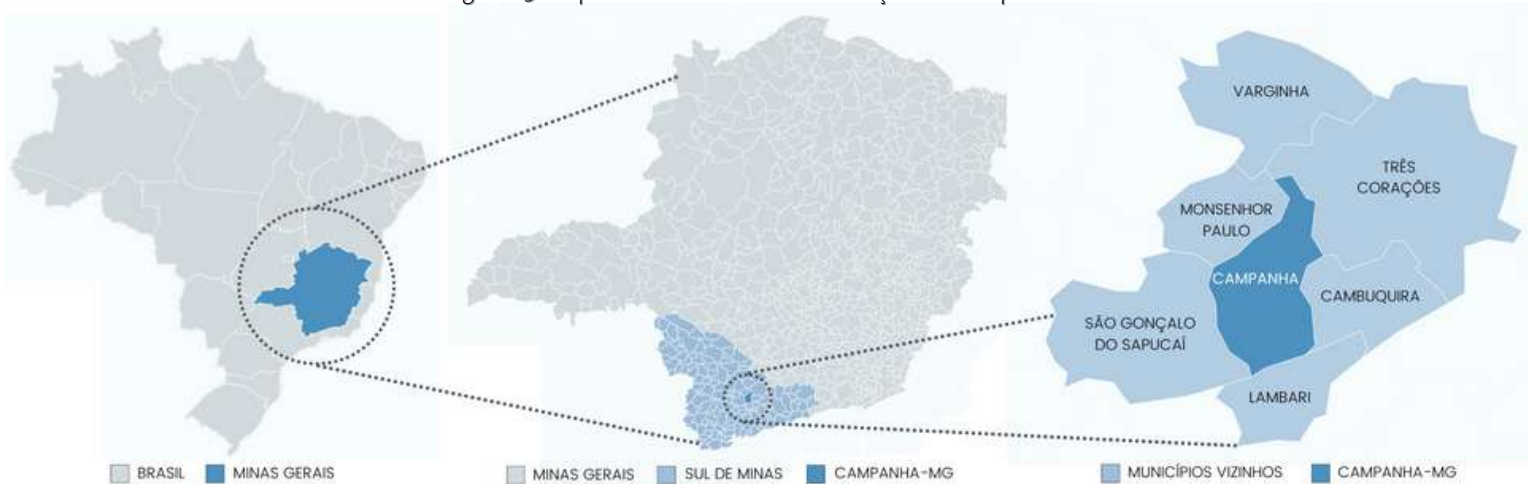 VARGINHA
TRÊS
CORAÇÕES
MONSENHOR
PAULO
CAMPANHA
CAMBUQUIRA
SÃO GONÇALO
DO SAPUCAÍ
LAMBARI
BRASIL MINAS GERAIS
MINAS GERAIS SUL DE MINAS CAMPANHA-MG
MUNICÍPIOS VIZINHOS CAMPANHA-MG